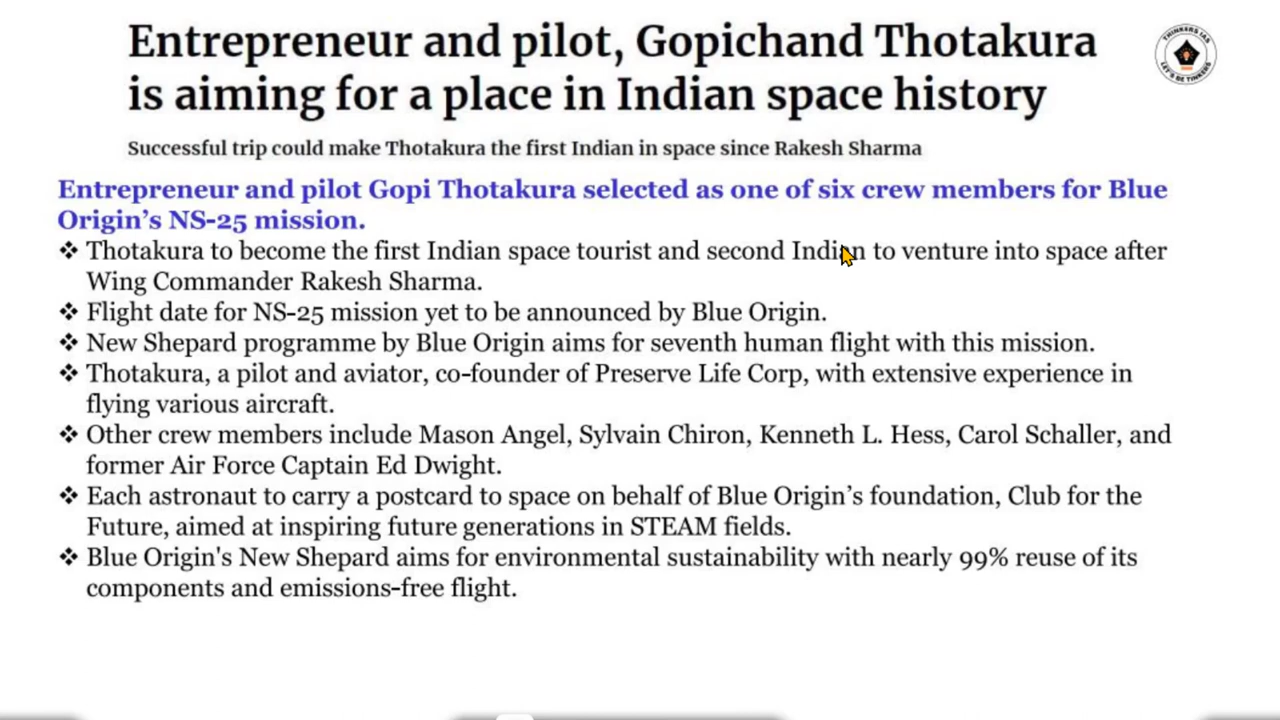 Entrepreneur and pilot, Gopichand Thotakura
is aiming for a place in Indian space history
THINKERS IAS
LET'S BE THINKERS
Successful trip could make Thotakura the first Indian in space since Rakesh Sharma
Entrepreneur and pilot Gopi Thotakura selected as one of six crew members for Blue
Origin’s NS-25 mission.
❖ Thotakura to become the first Indian space tourist and second Indian to venture into space after
Wing Commander Rakesh Sharma.
❖ Flight date for NS-25 mission yet to be announced by Blue Origin.
❖ New Shepard programme by Blue Origin aims for seventh human flight with this mission.
❖ Thotakura, a pilot and aviator, co-founder of Preserve Life Corp, with extensive experience in
flying various aircraft.
❖ Other crew members include Mason Angel, Sylvain Chiron, Kenneth L. Hess, Carol Schaller, and
former Air Force Captain Ed Dwight.
❖ Each astronaut to carry a postcard to space on behalf of Blue Origin’s foundation, Club for the
Future, aimed at inspiring future generations in STEAM fields.
❖ Blue Origin's New Shepard aims for environmental sustainability with nearly 99% reuse of its
components and emissions-free flight.